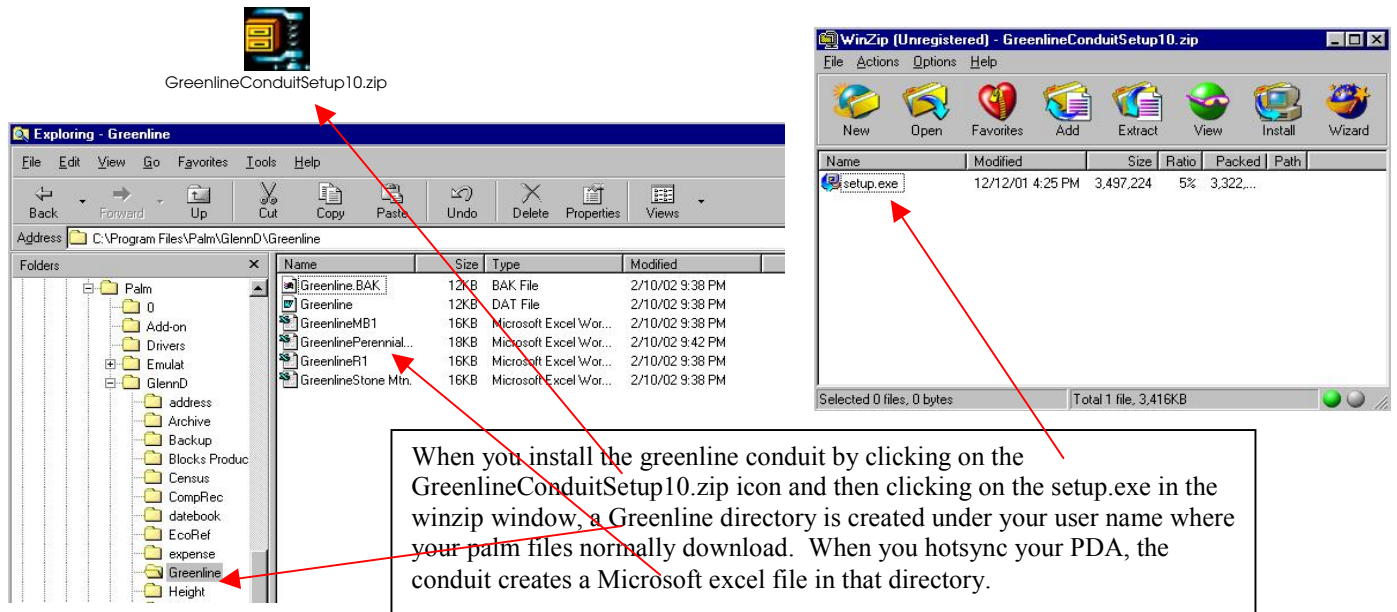 GreenlineConduitSetup10.zip
Exploring - Greenline
File Edit View Go Favorites Tools Help
Back Forward Up Cut Copy Paste Undo Delete Properties Views
Address C:\Program Files\Palm\GlennD\Greenline
Folders × Name Size Type Modified
Palm
0
Add-on
Drivers
Emulat
GlennD
address
Archive
Backup
Blocks Produc
Census
CompRec
datebook
EcoRef
expense
Greenline
Height
Greenline.BAK 12KB BAK File 2/10/02 9:38 PM
Greenline 12KB DAT File 2/10/02 9:38 PM
GreenlineMB1 16KB Microsoft Excel Wor... 2/10/02 9:38 PM
GreenlinePerennial... 18KB Microsoft Excel Wor... 2/10/02 9:42 PM
GreenlineR1 16KB Microsoft Excel Wor... 2/10/02 9:38 PM
GreenlineStone Mtn. 16KB Microsoft Excel Wor... 2/10/02 9:38 PM
WinZip (Unregistered) - GreenlineConduitSetup10.zip
File Actions Options Help
New Open Favorites Add Extract View Install Wizard
Name Modified Size Ratio Packed Path
setup.exe 12/12/01 4:25 PM 3,497,224 5% 3,322,...
Selected 0 files, 0 bytes Total 1 file, 3,416KB
When you install the greenline conduit by clicking on the
GreenlineConduitSetup10.zip icon and then clicking on the setup.exe in the
winzip window, a Greenline directory is created under your user name where
your palm files normally download. When you hotsync your PDA, the
conduit creates a Microsoft excel file in that directory.